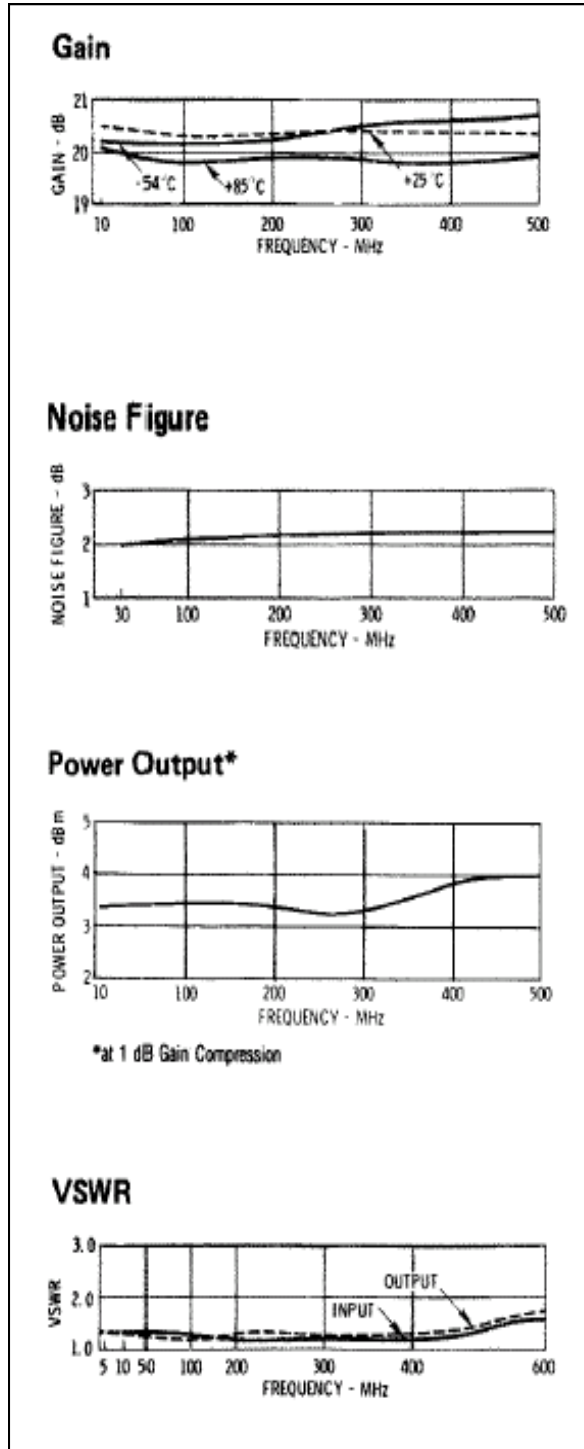 Gain
21
20
19
GAIN - dB
-54°C
+85°C
+25°C
10 100 200 300 400 500
FREQUENCY - MHz
Noise Figure
3
2
1
NOISE FIGURE - dB
30 100 200 300 400 500
FREQUENCY - MHz
Power Output*
5
4
3
2
POWER OUTPUT - dBm
10 100 200 300 400 500
FREQUENCY - MHz
*at 1 dB Gain Compression
VSWR
3.0
2.0
1.0
VSWR
OUTPUT
INPUT
5 10 50 100 200 300 400 600
FREQUENCY - MHz